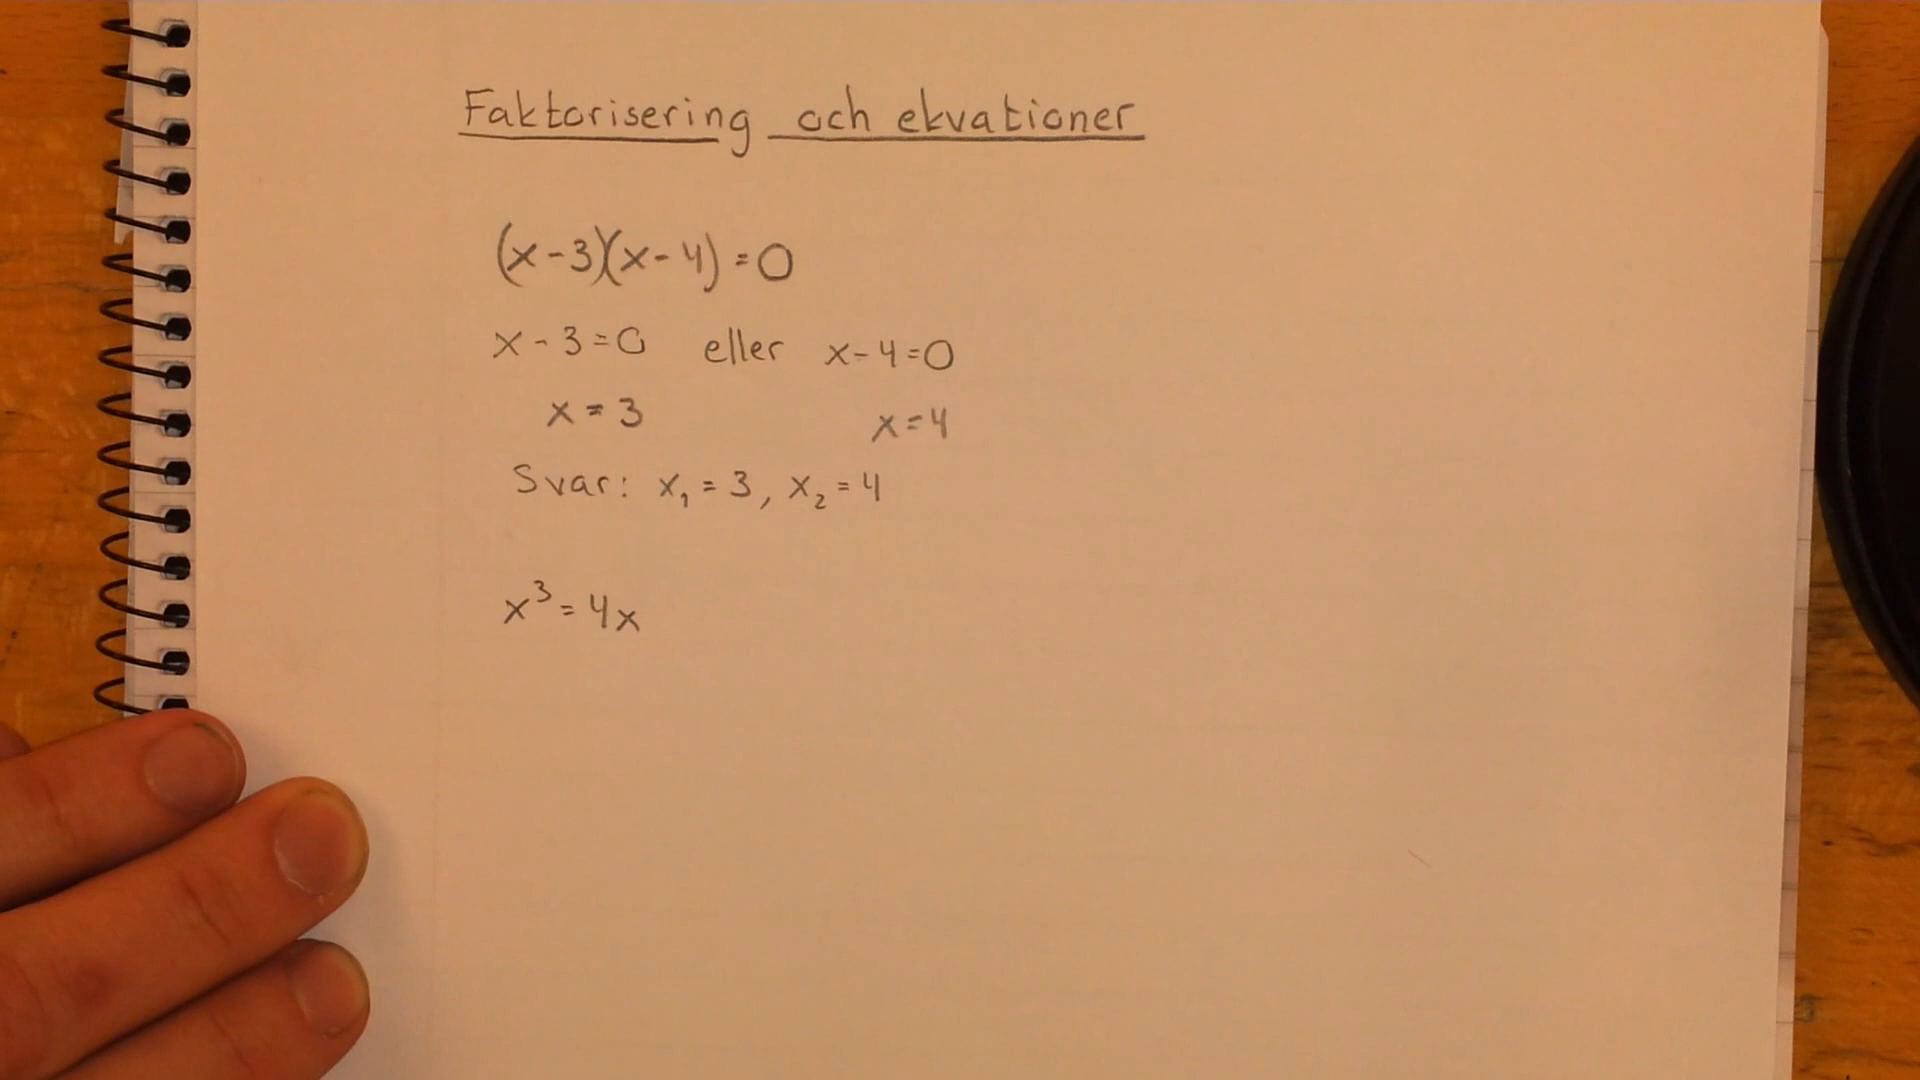 Faktorisering och ekvationer
(x-3)(x-4)=0
x-3=0 eller x-4=0
x=3 x=4
Svar: x₁=3, x₂=4
x³=4x